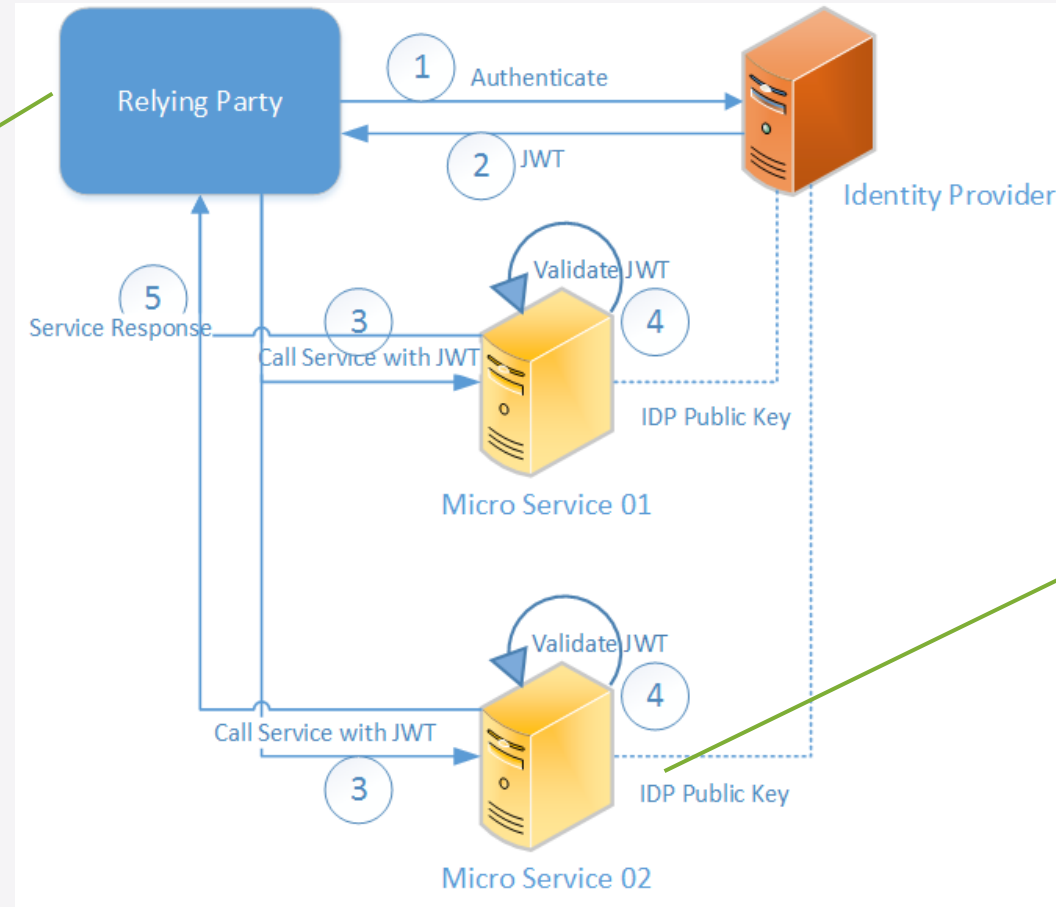 1
Authenticate
Relying Party
2
JWT
Identity Provider
Validate JWT
5
3
4
Service Response
Call Service with JWT
IDP Public Key
Micro Service 01
Validate JWT
4
Call Service with JWT
3
IDP Public Key
Micro Service 02